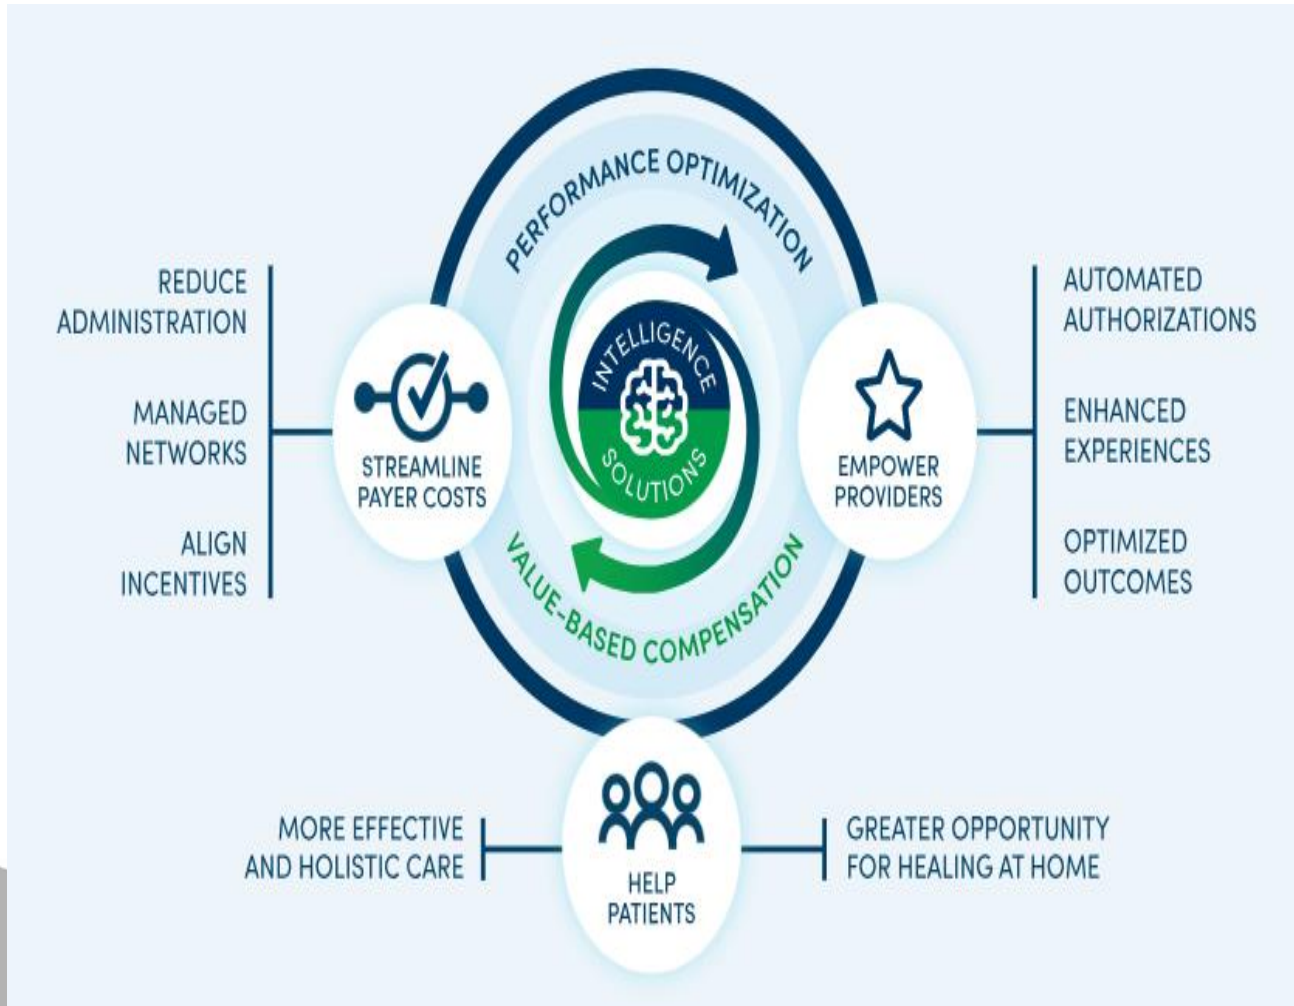 PERFORMANCE OPTIMIZATION
INTELLIGENCE
SOLUTIONS
VALUE-BASED COMPENSATION
REDUCE
ADMINISTRATION
MANAGED
NETWORKS
ALIGN
INCENTIVES
STREAMLINE
PAYER COSTS
EMPOWER
PROVIDERS
AUTOMATED
AUTHORIZATIONS
ENHANCED
EXPERIENCES
OPTIMIZED
OUTCOMES
MORE EFFECTIVE
AND HOLISTIC CARE
HELP
PATIENTS
GREATER OPPORTUNITY
FOR HEALING AT HOME